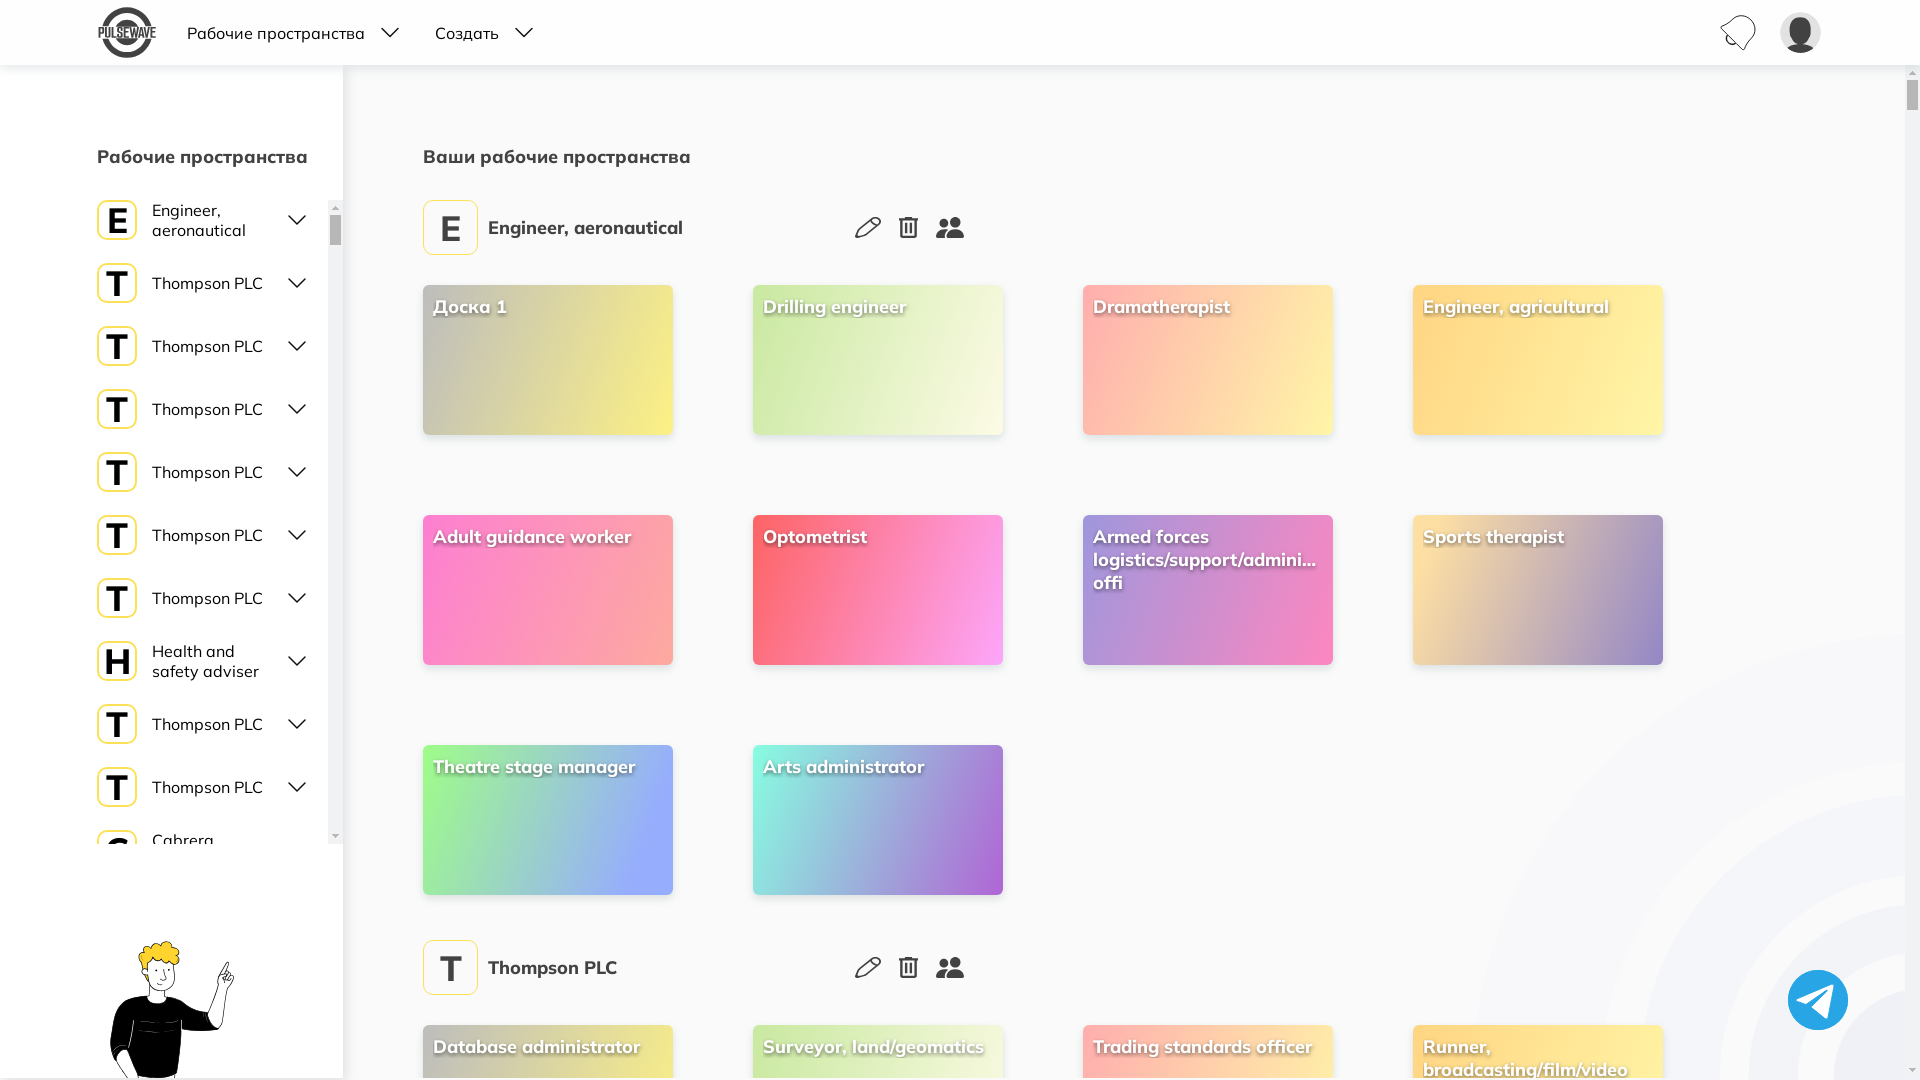 PULSEWAVE
Рабочие пространства
Создать
Рабочие пространства
E
Engineer,
aeronautical
T
Thompson PLC
T
Thompson PLC
T
Thompson PLC
T
Thompson PLC
T
Thompson PLC
T
Thompson PLC
H
Health and
safety adviser
T
Thompson PLC
T
Thompson PLC
C
Cabrera
Ваши рабочие пространства
E
Engineer, aeronautical
Доска 1
Drilling engineer
Dramatherapist
Engineer, agricultural
Adult guidance worker
Optometrist
Armed forces
logistics/support/admini...
offi
Sports therapist
Theatre stage manager
Arts administrator
T
Thompson PLC
Database administrator
Surveyor, land/geomatics
Trading standards officer
Runner,
broadcasting/film/video